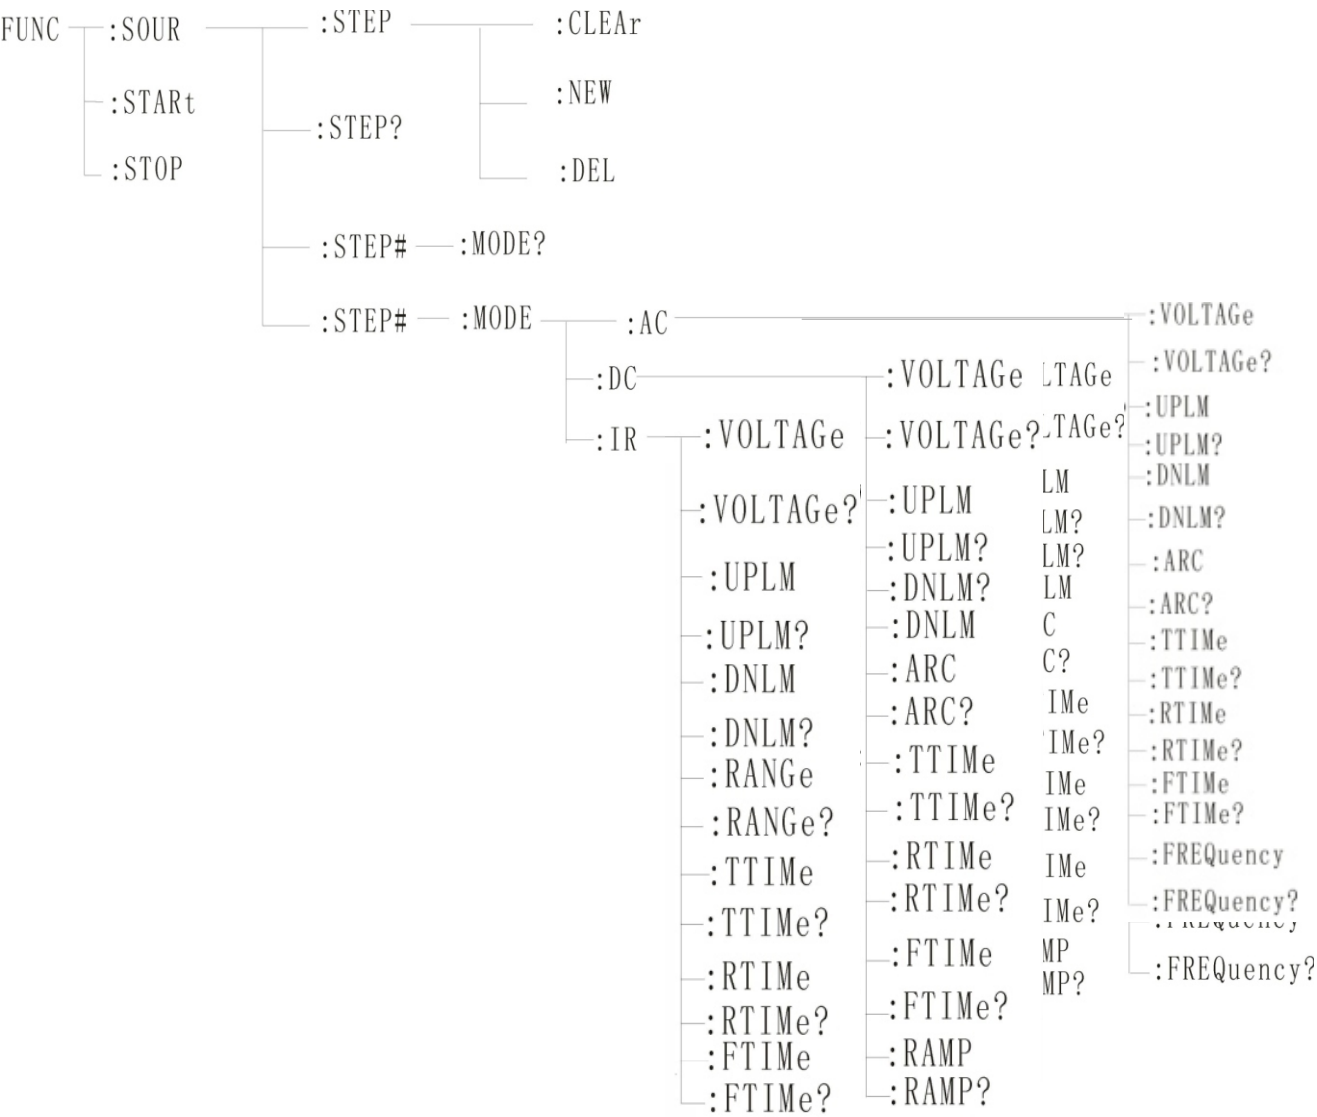 FUNC :SOUR :STEP :CLEAr
:NEW
:STARt
:STEP?
:STOP :DEL
:STEP# :MODE?
:STEP# :MODE :AC :VOLTAGe
:VOLTAGe?
:DC :VOLTAGe LTAGe
:UPLM
:IR :VOLTAGe :VOLTAGe? LTAGe?
:UPLM?
:DNLM
LM
:VOLTAGe? :UPLM
LM? :DNLM?
:UPLM? LM? :ARC
:UPLM :DNLM? LM
:ARC?
:UPLM? :DNLM C :TTIMe
:DNLM :ARC C? :TTIMe?
:ARC? IMe :RTIMe
:DNLM? IMe? :RTIMe?
:RANGe :TTIMe IMe :FTIMe
:RANGe? :TTIMe? IMe? :FTIMe?
:TTIMe :RTIMe IMe :FREQuency
:TTIMe? :RTIMe? IMe? :FREQuency?
:FREQuency
:RTIMe :FTIMe MP
MP? :FREQuency?
:RTIMe? :FTIMe?
:FTIMe :RAMP
:FTIMe? :RAMP?